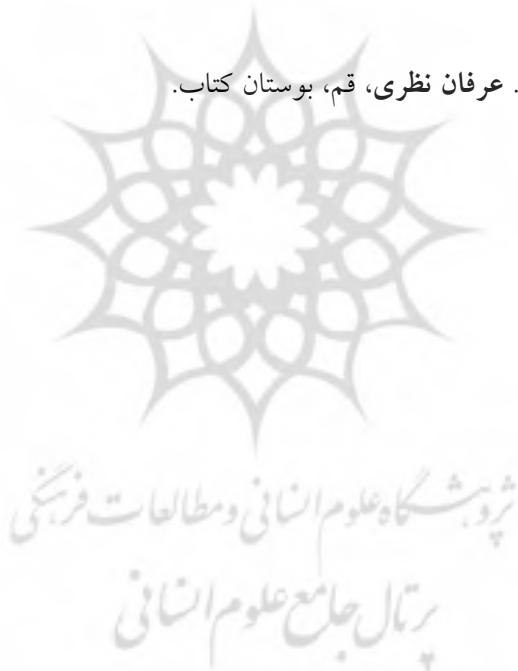 . عرفان نظری، قم، بوستان کتاب.
پژوهشگاه علوم انسانی و مطالعات فرهنگی
پرتال جامع علوم انسانی